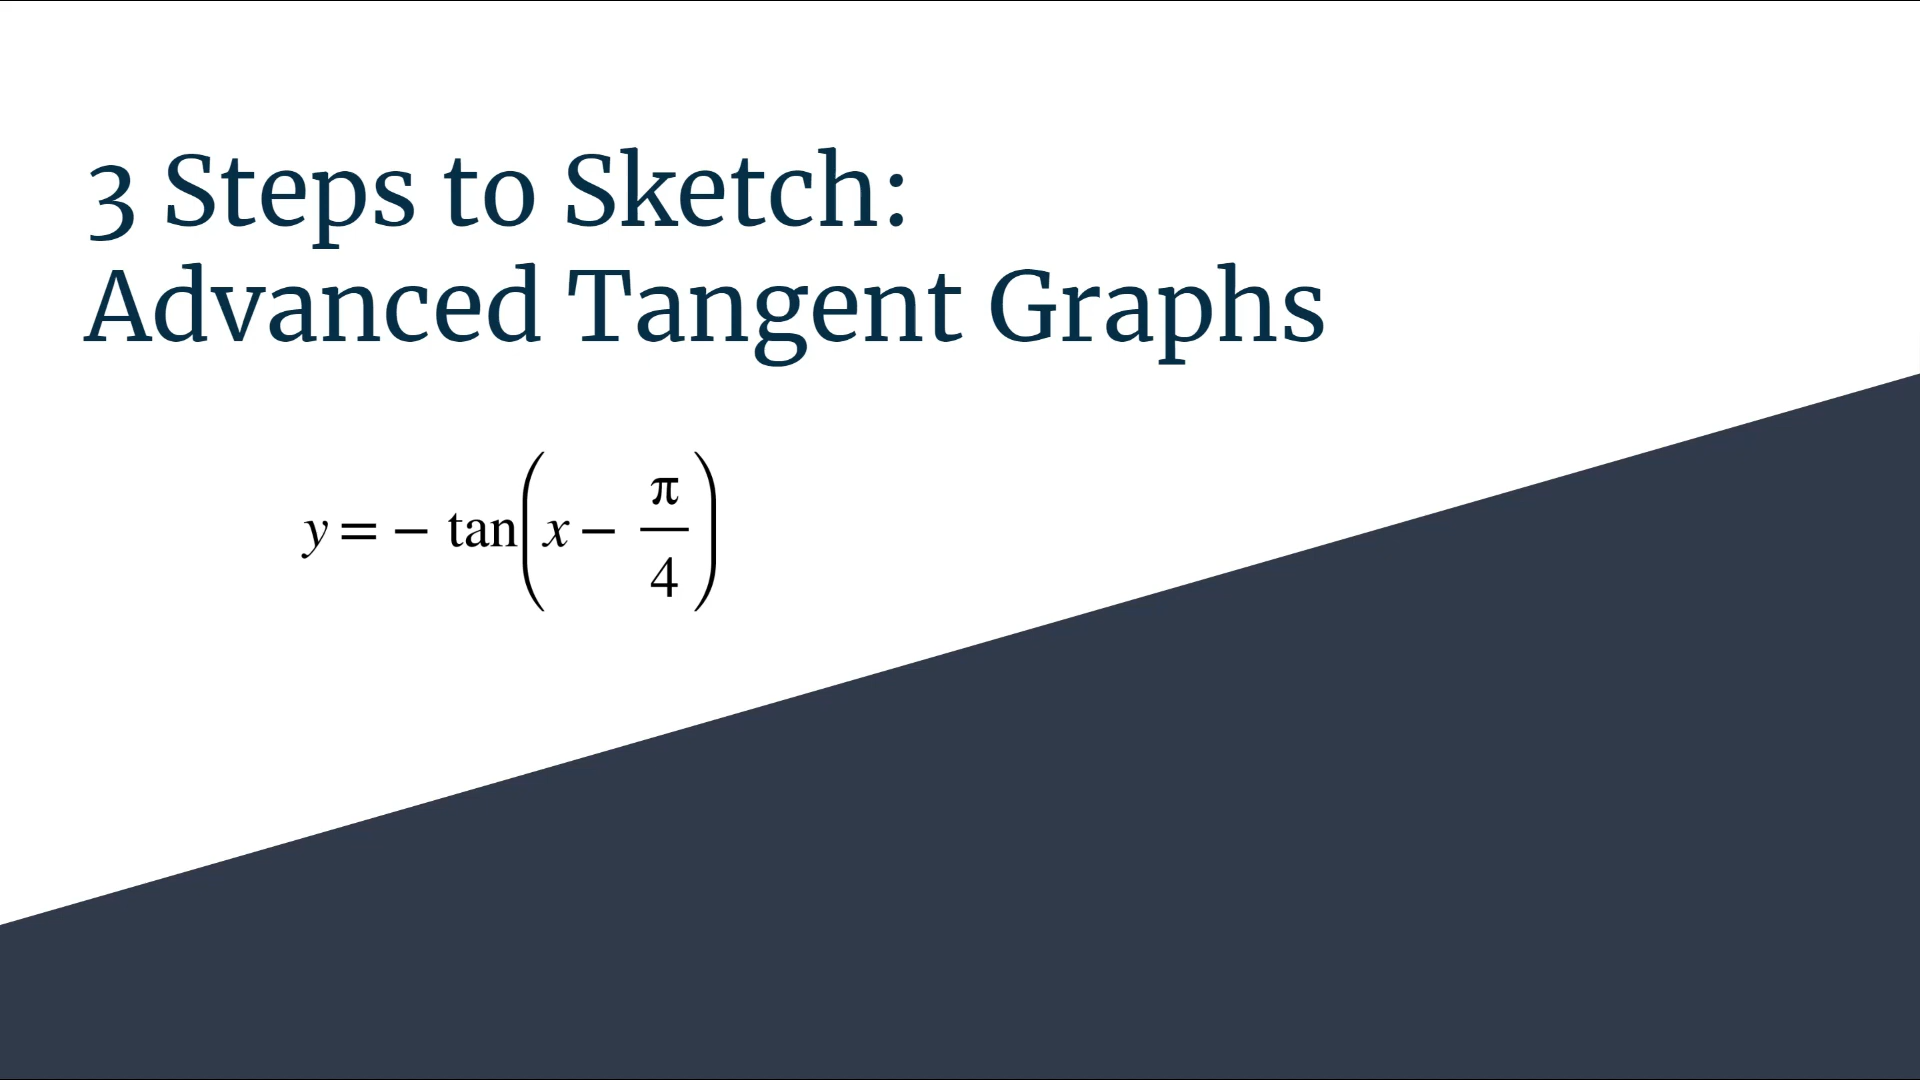 3 Steps to Sketch:
Advanced Tangent Graphs
y = − tan(x − π/4)